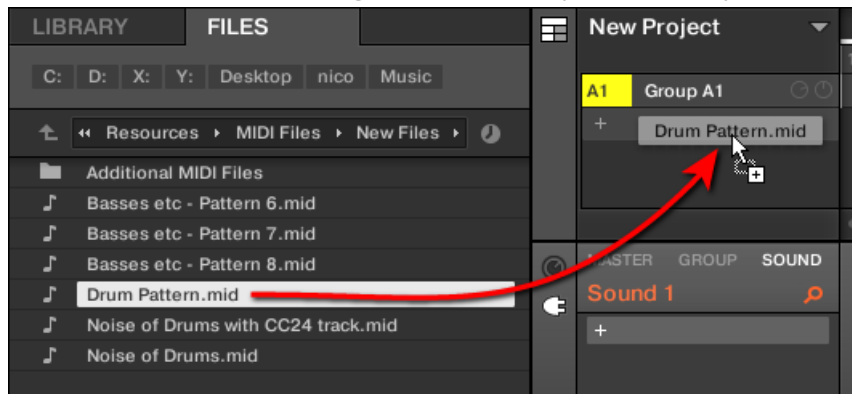 LIBRARY FILES
C: D: X: Y: Desktop nico Music
Resources MIDI Files New Files
Additional MIDI Files
Basses etc - Pattern 6.mid
Basses etc - Pattern 7.mid
Basses etc - Pattern 8.mid
Drum Pattern.mid
Noise of Drums with CC24 track.mid
Noise of Drums.mid
New Project
A1 Group A1
+ Drum Pattern.mid
MASTER GROUP SOUND
Sound 1
+